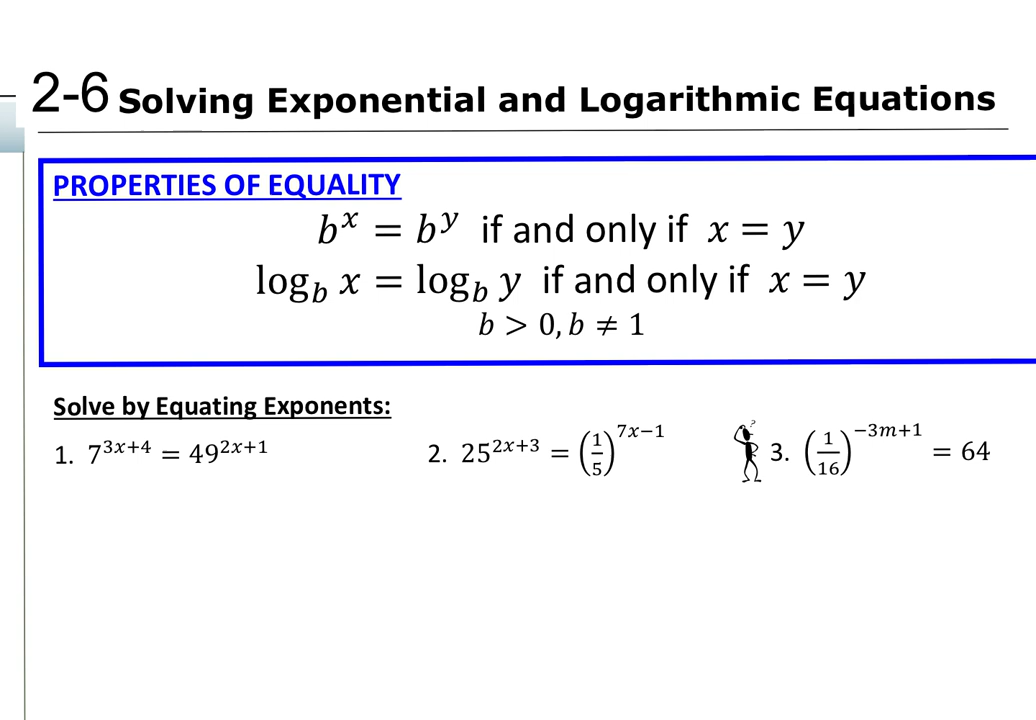 2-6 Solving Exponential and Logarithmic Equations
PROPERTIES OF EQUALITY
bˣ = bʸ if and only if x = y
log_b x = log_b y if and only if x = y
b > 0, b ≠ 1
Solve by Equating Exponents:
1. 7^(3x+4) = 49^(2x+1) 2. 25^(2x+3) = (1/5)^(7x−1) ? 3. (1/16)^(−3m+1) = 64